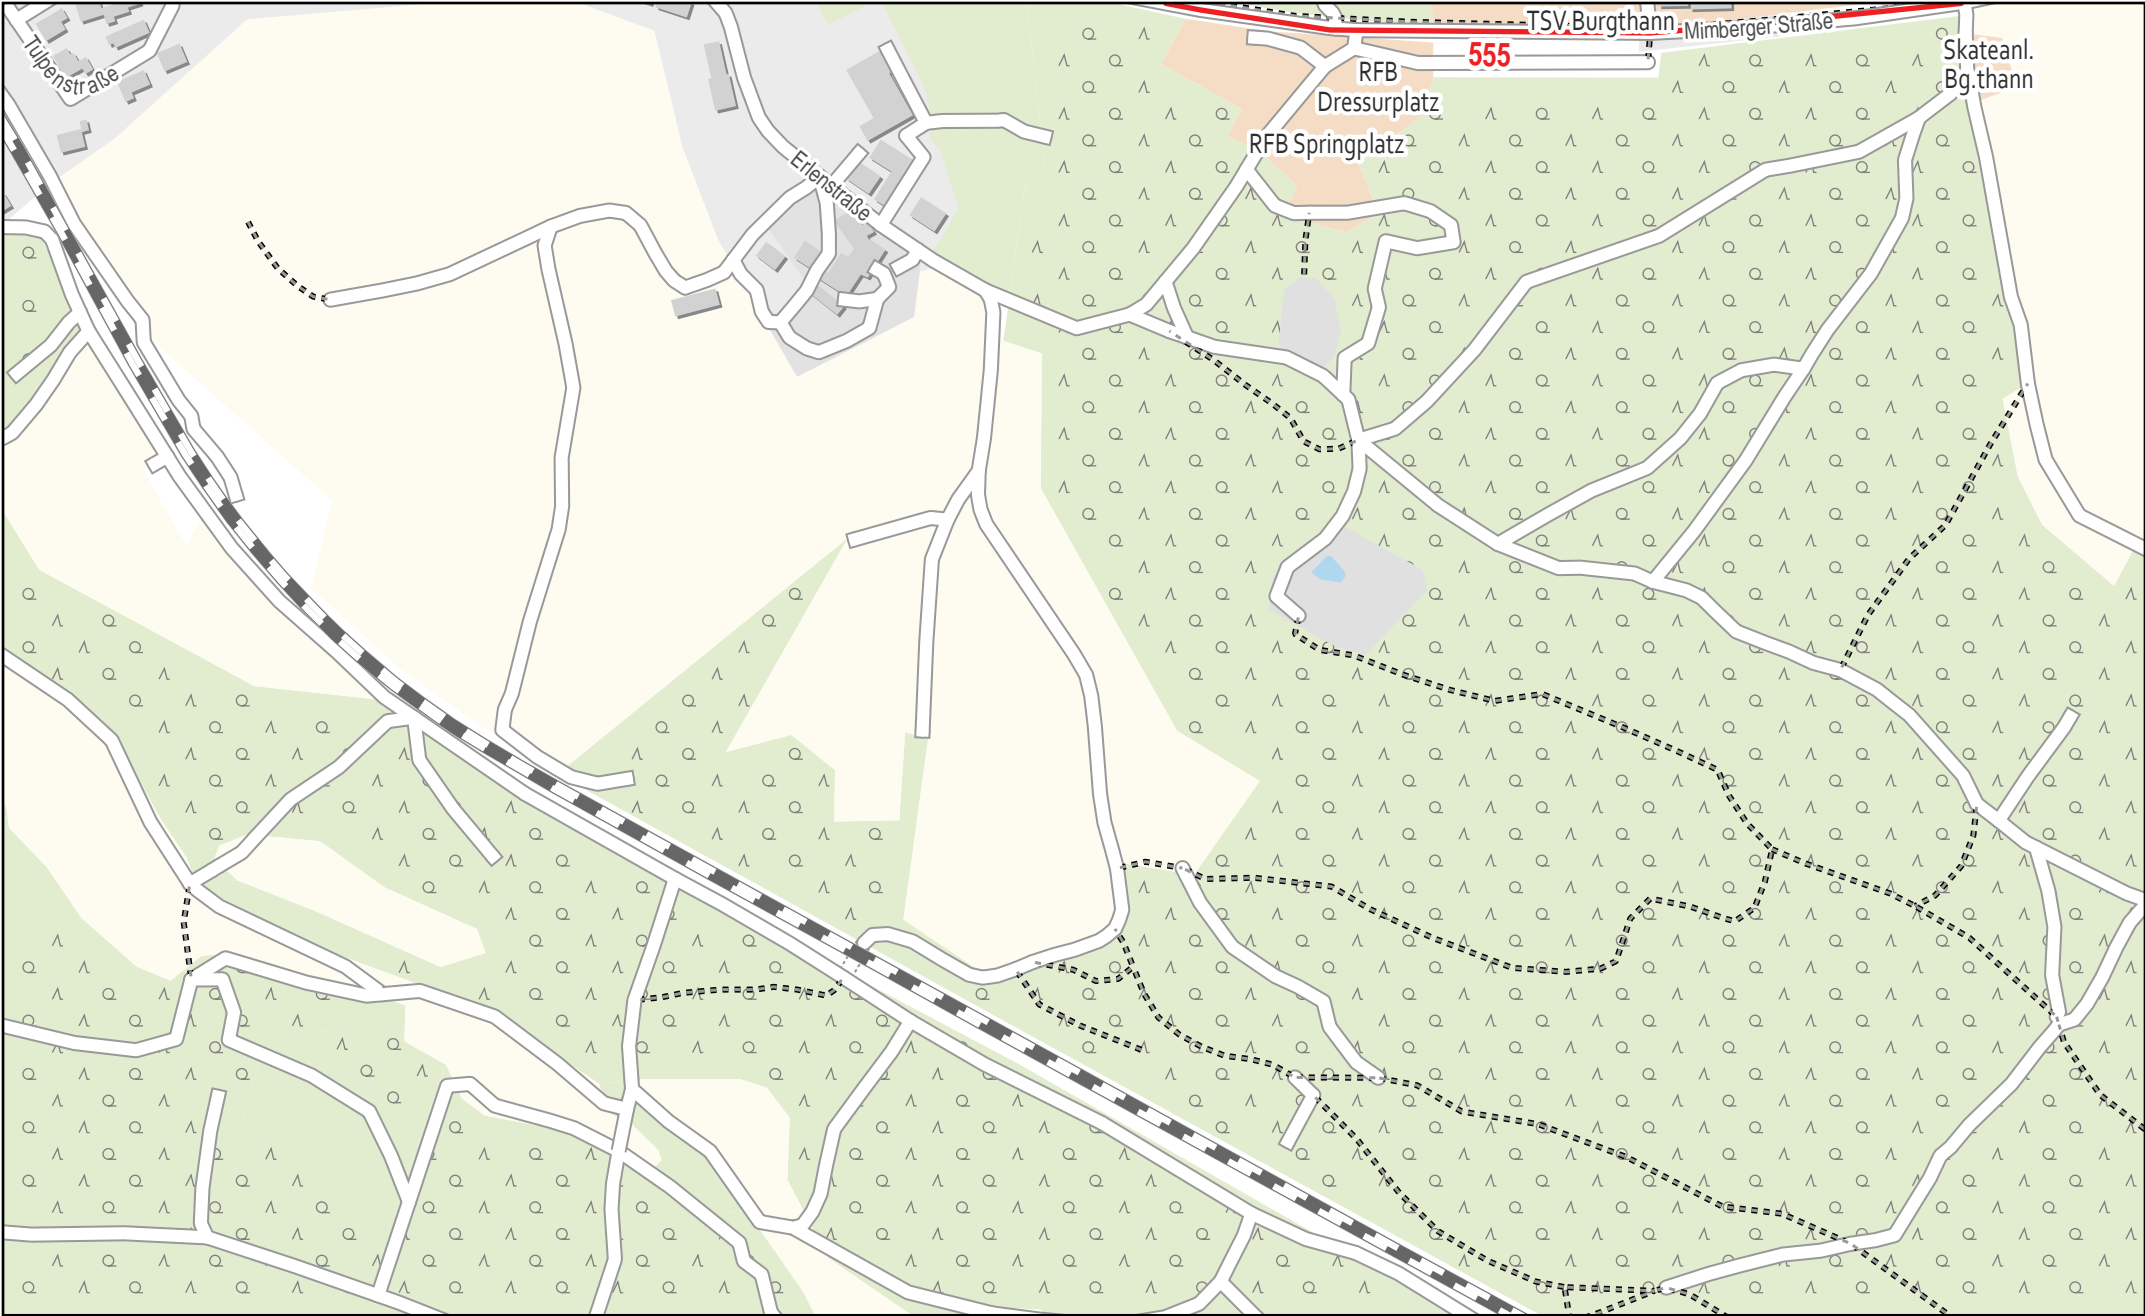 TSV Burgthann
Mimberger Straße
555
Skateanl.
Bg.thann
RFB
Dressurplatz
RFB Springplatz
Tulpenstraße
Erlenstraße